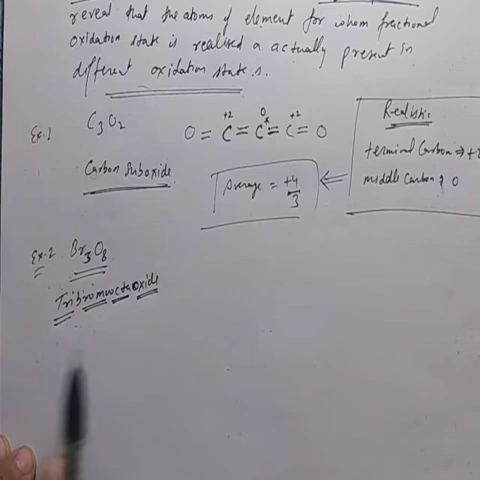 reveal that the atoms of element for whom fractional
oxidation state is realised a actually present in
different oxidation state.s.
Ex.1 C3O2
+2 0 +2
O = C = C* = C = O
Carbon Suboxide
Average = +4/3
Realistic
terminal Carbon ⇒ +2
middle Carbon ⇒ 0
Ex.2 Br3O8
Tribromooctaoxide